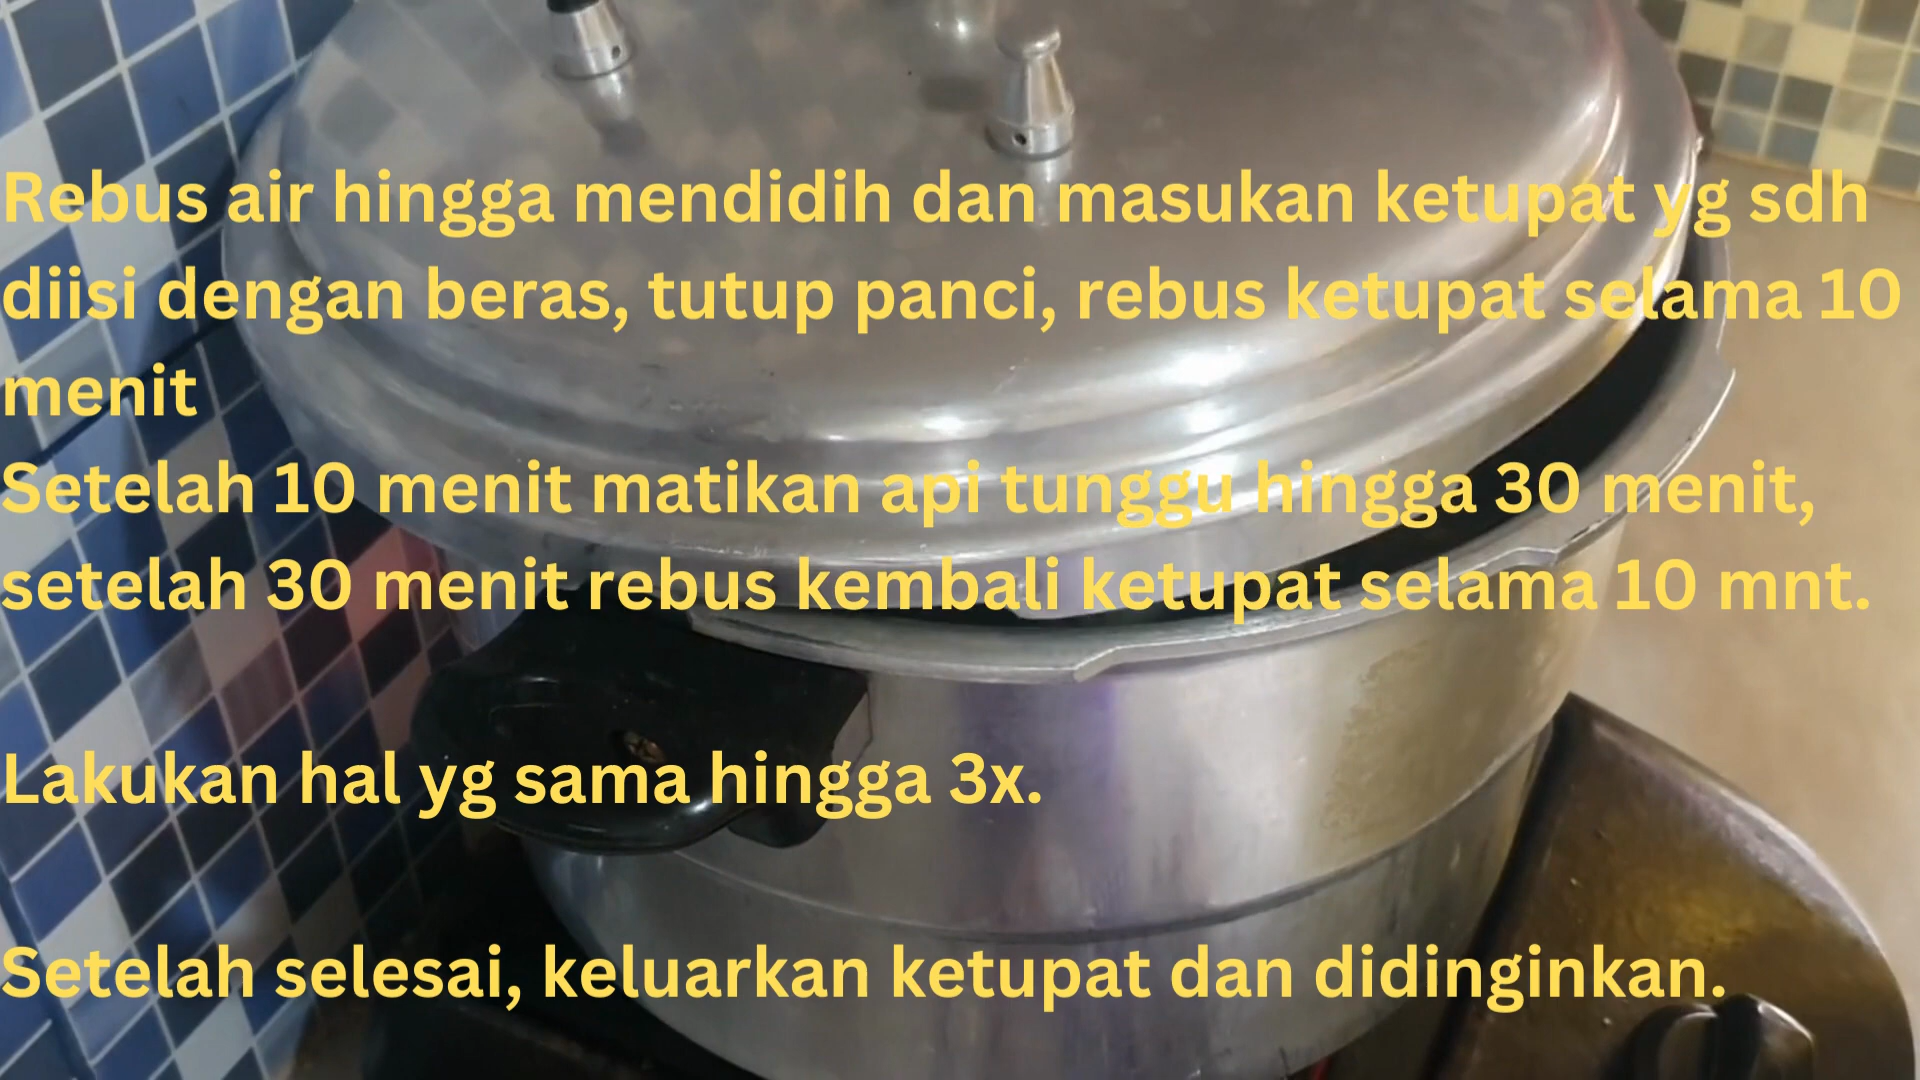 Rebus air hingga mendidih dan masukan ketupat yg sdh
diisi dengan beras, tutup panci, rebus ketupat selama 10
menit
Setelah 10 menit matikan api tunggu hingga 30 menit,
setelah 30 menit rebus kembali ketupat selama 10 mnt.
Lakukan hal yg sama hingga 3x.
Setelah selesai, keluarkan ketupat dan didinginkan.